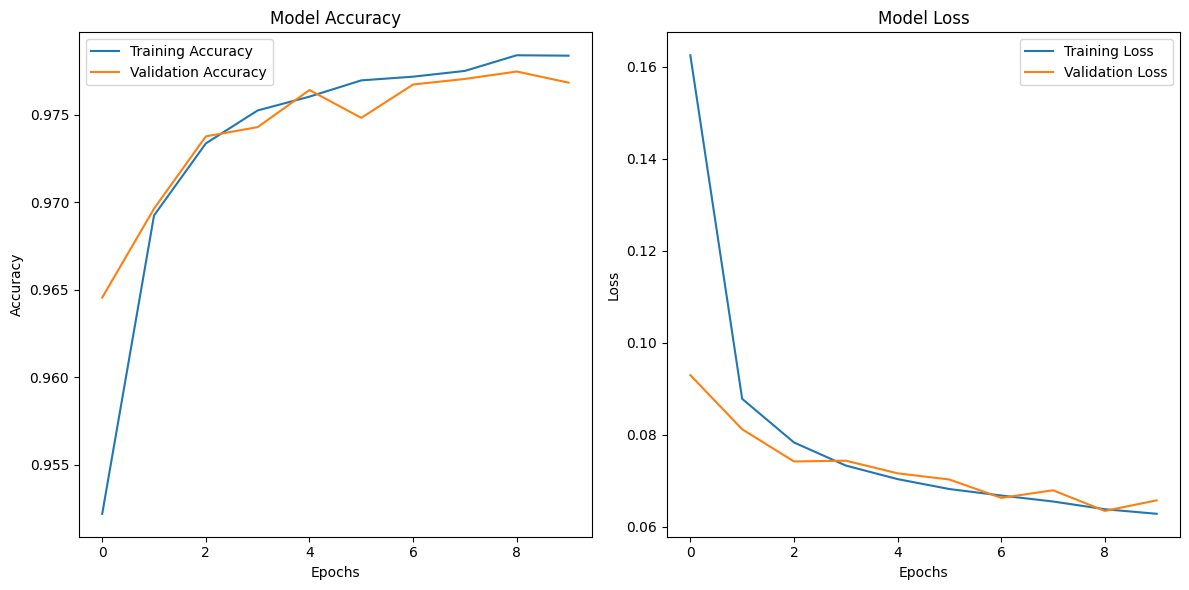 Model Accuracy
Training Accuracy
Validation Accuracy
0.975
0.970
0.965
0.960
0.955
Accuracy
0 2 4 6 8
Epochs
Model Loss
Training Loss
Validation Loss
0.16
0.14
0.12
0.10
0.08
0.06
Loss
0 2 4 6 8
Epochs